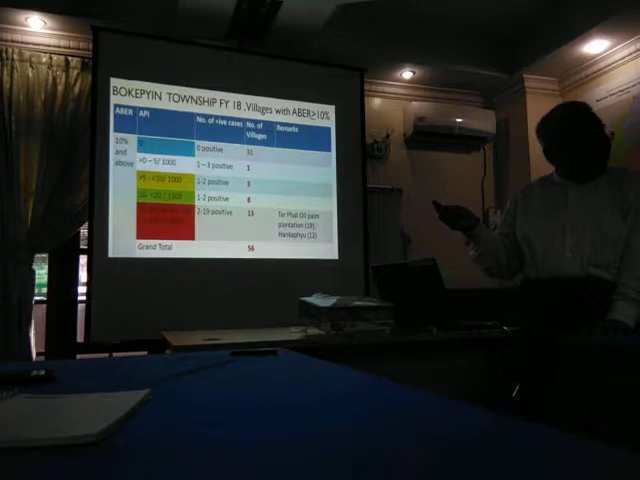 BOKEPYIN TOWNSHIP FY 18 ,Villages with ABER≥10%
ABER API No. of +ive cases No. of Villages Remarks
10% and above 0 0 positive 31
>0 – 5/ 1000 1 – 3 positive 1
>5 - <10/ 1000 1-2 positive 3
10- <20 / 1000 1-2 positive 8
2-19 positive 13 Tar Phat Oil palm plantation (19), Hankaphyu (12)
Grand Total 56